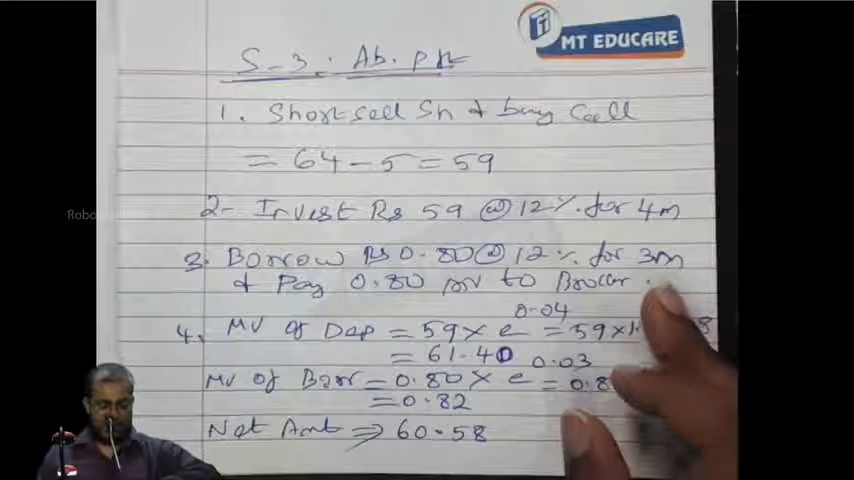 MT EDUCARE
S-3: Ab. Pft
1. Shortsell Sh & buy Call
= 64 - 5 = 59
2- Invest Rs 59 @ 12% for 4m
3. Borrow Rs 0.80 @ 12% for 3m
& Pay 0.80 to Brocer
4. MV of Dep = 59 × e 0.04 = 59 ×
= 61.40
MV of Borr = 0.80 × e 0.03 = 0.8
= 0.82
Net Amt ⇒ 60.58